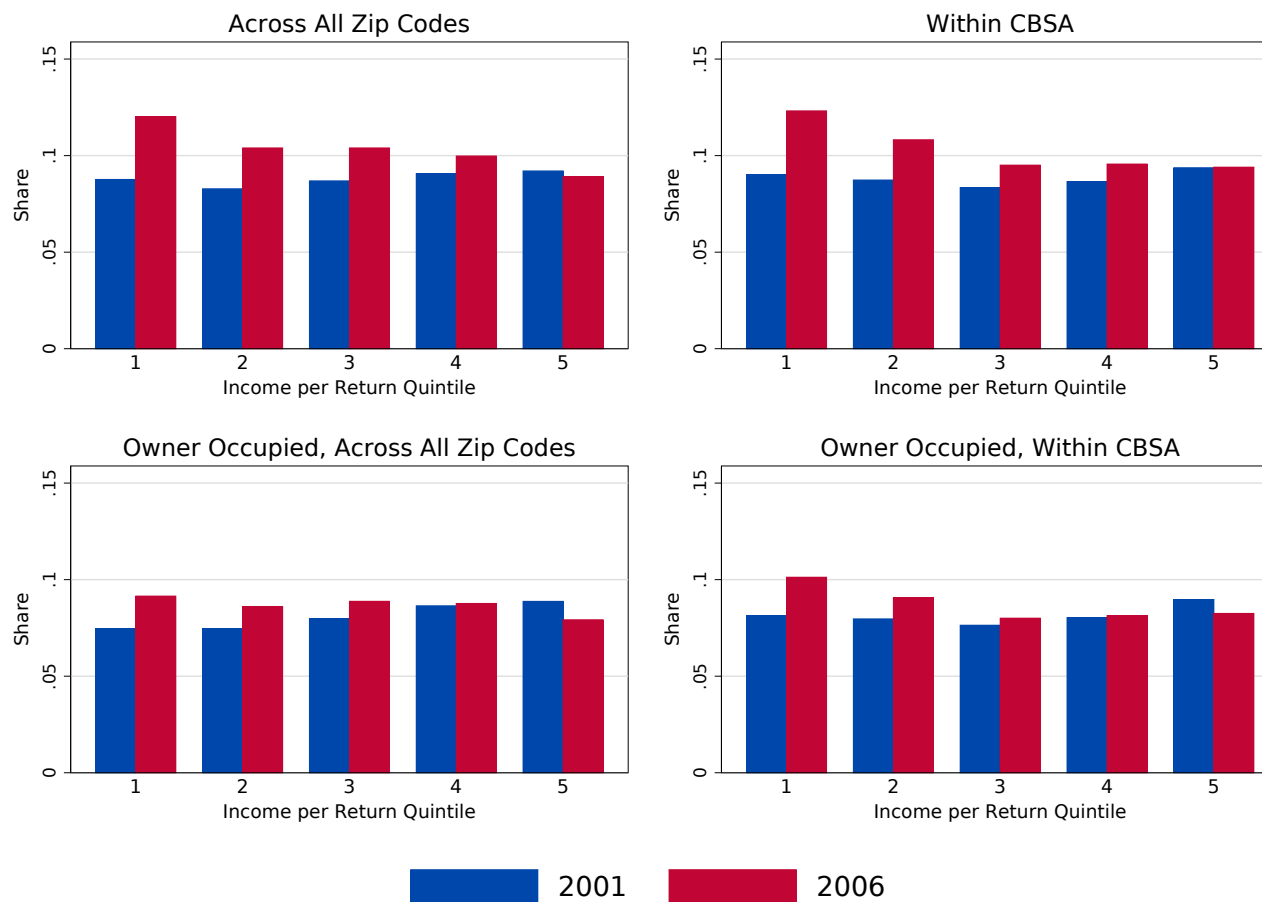 Across All Zip Codes
Share
.15
.1
.05
0
1 2 3 4 5
Income per Return Quintile
Within CBSA
Share
.15
.1
.05
0
1 2 3 4 5
Income per Return Quintile
Owner Occupied, Across All Zip Codes
Share
.15
.1
.05
0
1 2 3 4 5
Income per Return Quintile
Owner Occupied, Within CBSA
Share
.15
.1
.05
0
1 2 3 4 5
Income per Return Quintile
2001 2006